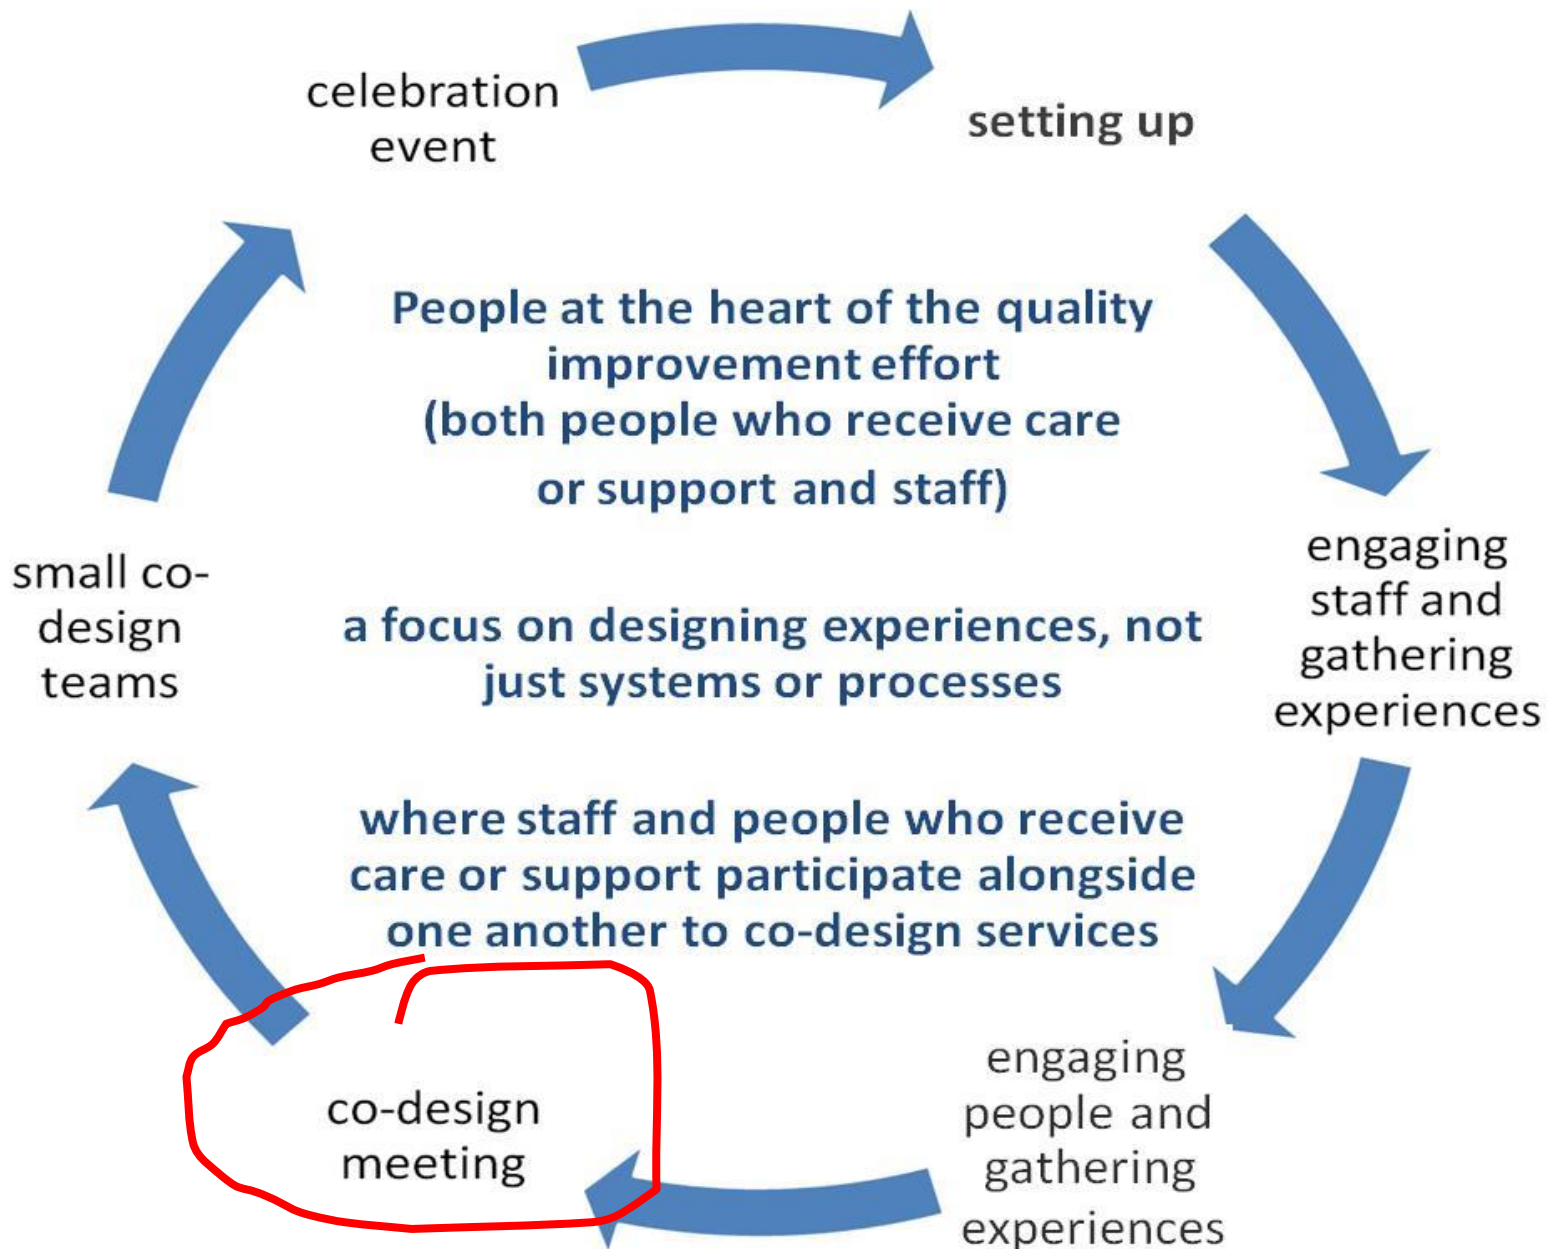 celebration
event
setting up
People at the heart of the quality
improvement effort
(both people who receive care
or support and staff)
engaging
staff and
gathering
experiences
small co-
design
teams
a focus on designing experiences, not
just systems or processes
where staff and people who receive
care or support participate alongside
one another to co-design services
engaging
people and
gathering
experiences
co-design
meeting